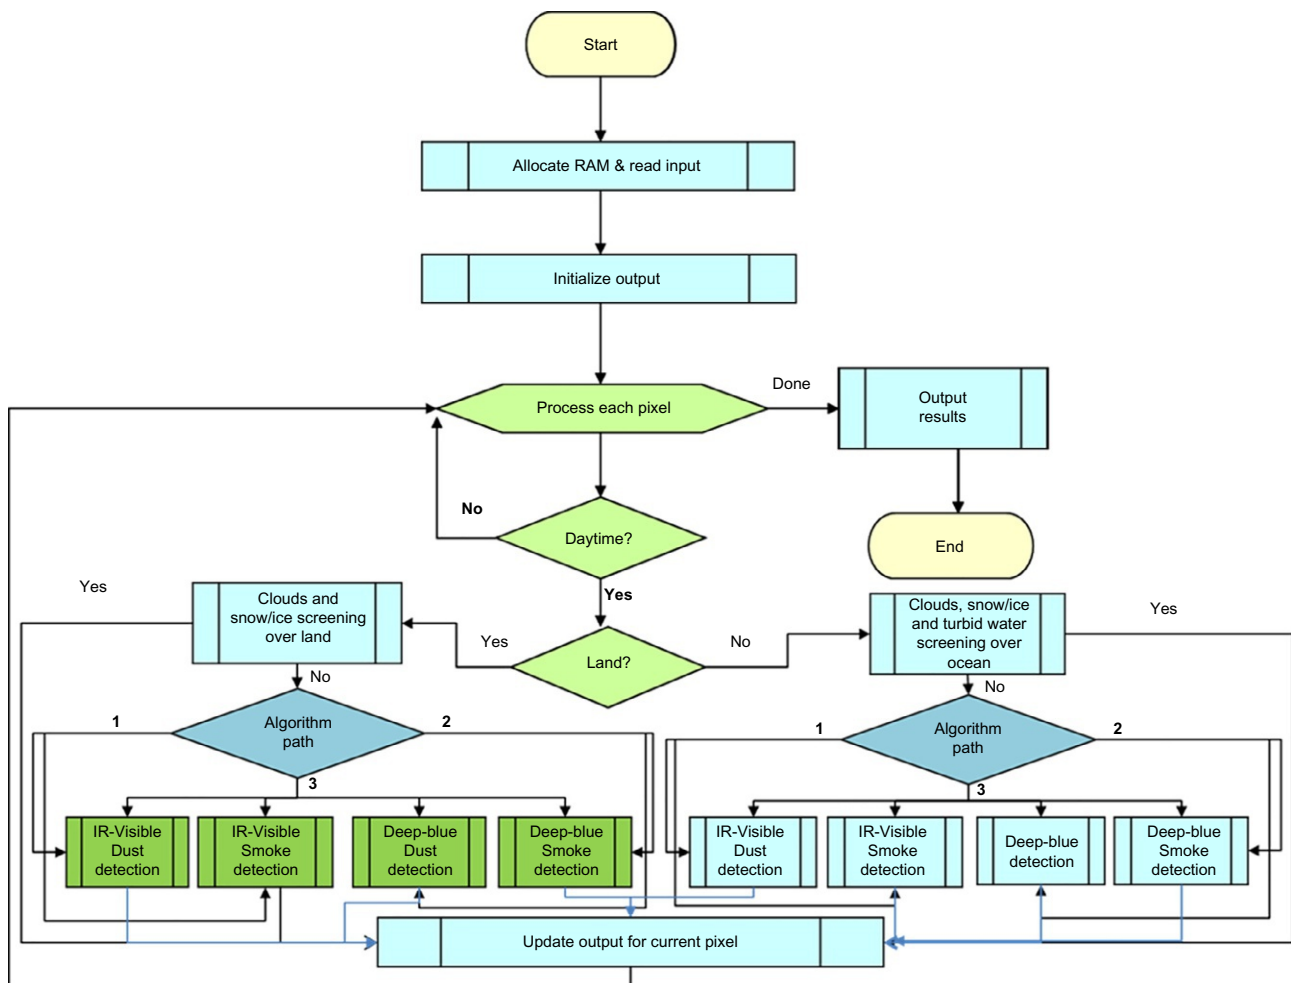 Start
Allocate RAM & read input
Initialize output
Process each pixel
Done
Output
results
No
Daytime?
End
Yes
Yes
Clouds and
snow/ice screening
over land
Yes
Land?
No
Clouds, snow/ice
and turbid water
screening over
ocean
Yes
No
No
1
Algorithm
path
2
3
1
Algorithm
path
2
3
IR-Visible
Dust
detection
IR-Visible
Smoke
detection
Deep-blue
Dust
detection
Deep-blue
Smoke
detection
IR-Visible
Dust
detection
IR-Visible
Smoke
detection
Deep-blue
detection
Deep-blue
Smoke
detection
Update output for current pixel